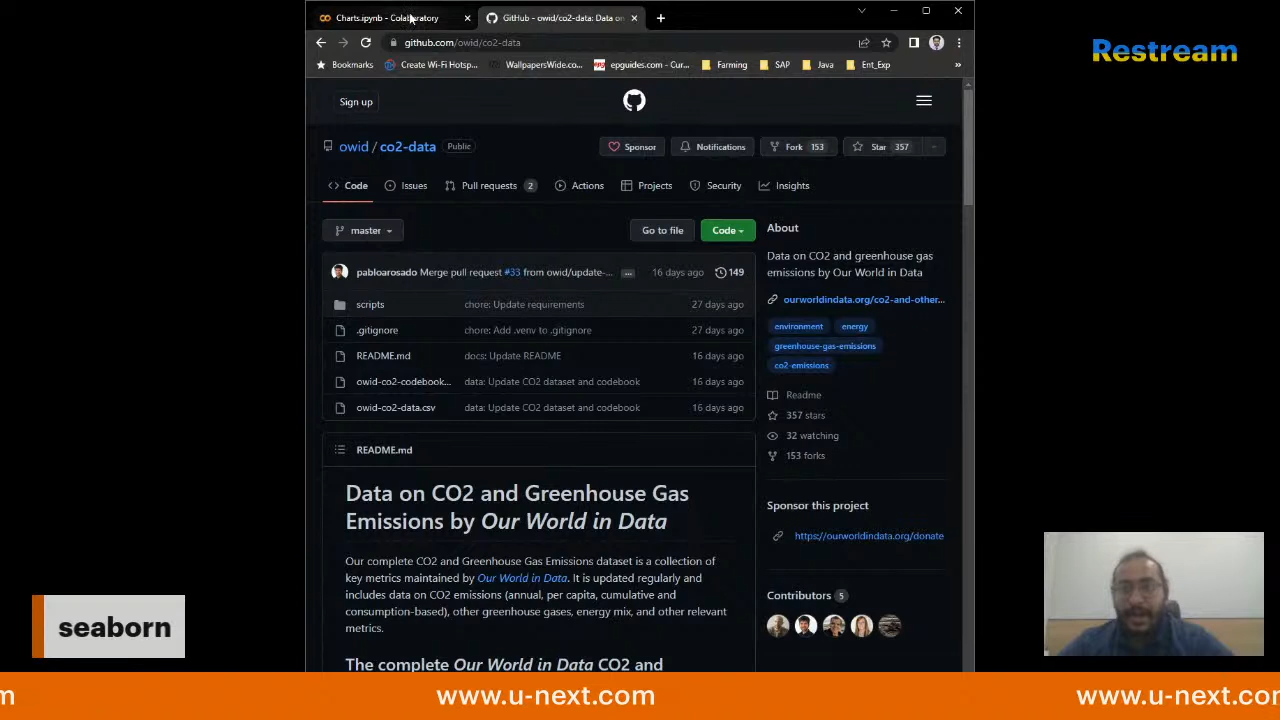 Charts.ipynb - Colaboratory
GitHub - owid/co2-data: Data on
github.com/owid/co2-data
Bookmarks
Create Wi-Fi Hotsp...
WallpapersWide.co...
epguides.com - Cur...
Farming
SAP
Java
Ent_Exp
»
Restream
Sign up
owid / co2-data Public
Sponsor
Notifications
Fork 153
Star 357
Code
Issues
Pull requests 2
Actions
Projects
Security
Insights
master
Go to file
Code
About
Data on CO2 and greenhouse gas
emissions by Our World in Data
ourworldindata.org/co2-and-other...
environment energy
greenhouse-gas-emissions
co2-emissions
Readme
357 stars
32 watching
153 forks
pabloarosado Merge pull request #33 from owid/update-... ... 16 days ago 149
scripts chore: Update requirements 27 days ago
.gitignore chore: Add .venv to .gitignore 27 days ago
README.md docs: Update README 16 days ago
owid-co2-codebook... data: Update CO2 dataset and codebook 16 days ago
owid-co2-data.csv data: Update CO2 dataset and codebook 16 days ago
README.md
Data on CO2 and Greenhouse Gas
Emissions by Our World in Data
Our complete CO2 and Greenhouse Gas Emissions dataset is a collection of
key metrics maintained by Our World in Data. It is updated regularly and
includes data on CO2 emissions (annual, per capita, cumulative and
consumption-based), other greenhouse gases, energy mix, and other relevant
metrics.
The complete Our World in Data CO2 and
Sponsor this project
https://ourworldindata.org/donate
Contributors 5
seaborn
m
www.u-next.com
www.u-next.cor